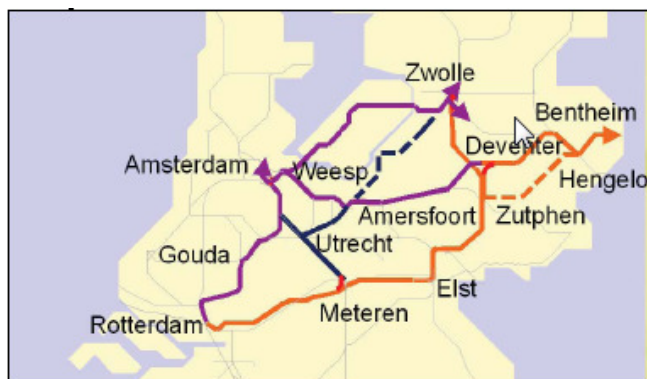 Zwolle
Bentheim
Deventer
Amsterdam
Weesp
Hengelo
Amersfoort
Zutphen
Utrecht
Gouda
Elst
Meteren
Rotterdam